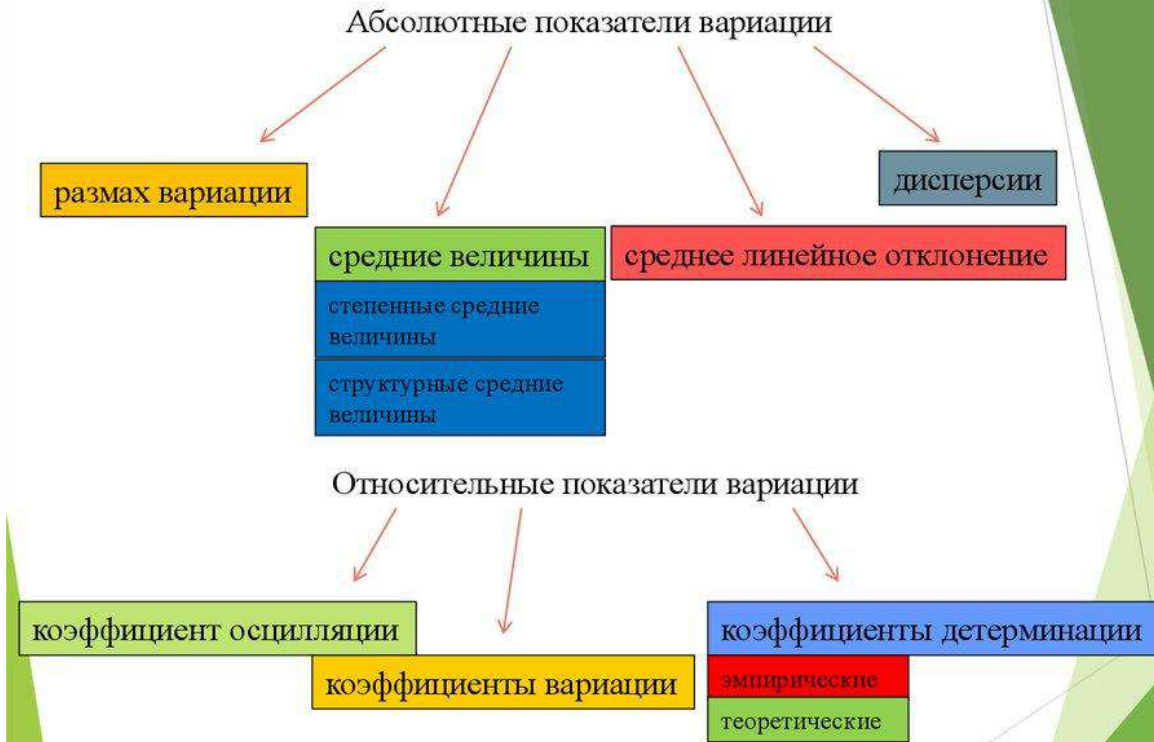 Абсолютные показатели вариации
размах вариации
дисперсии
средние величины
среднее линейное отклонение
степенные средние
величины
структурные средние
величины
Относительные показатели вариации
коэффициент осцилляции
коэффициенты вариации
коэффициенты детерминации
эмпирические
теоретические